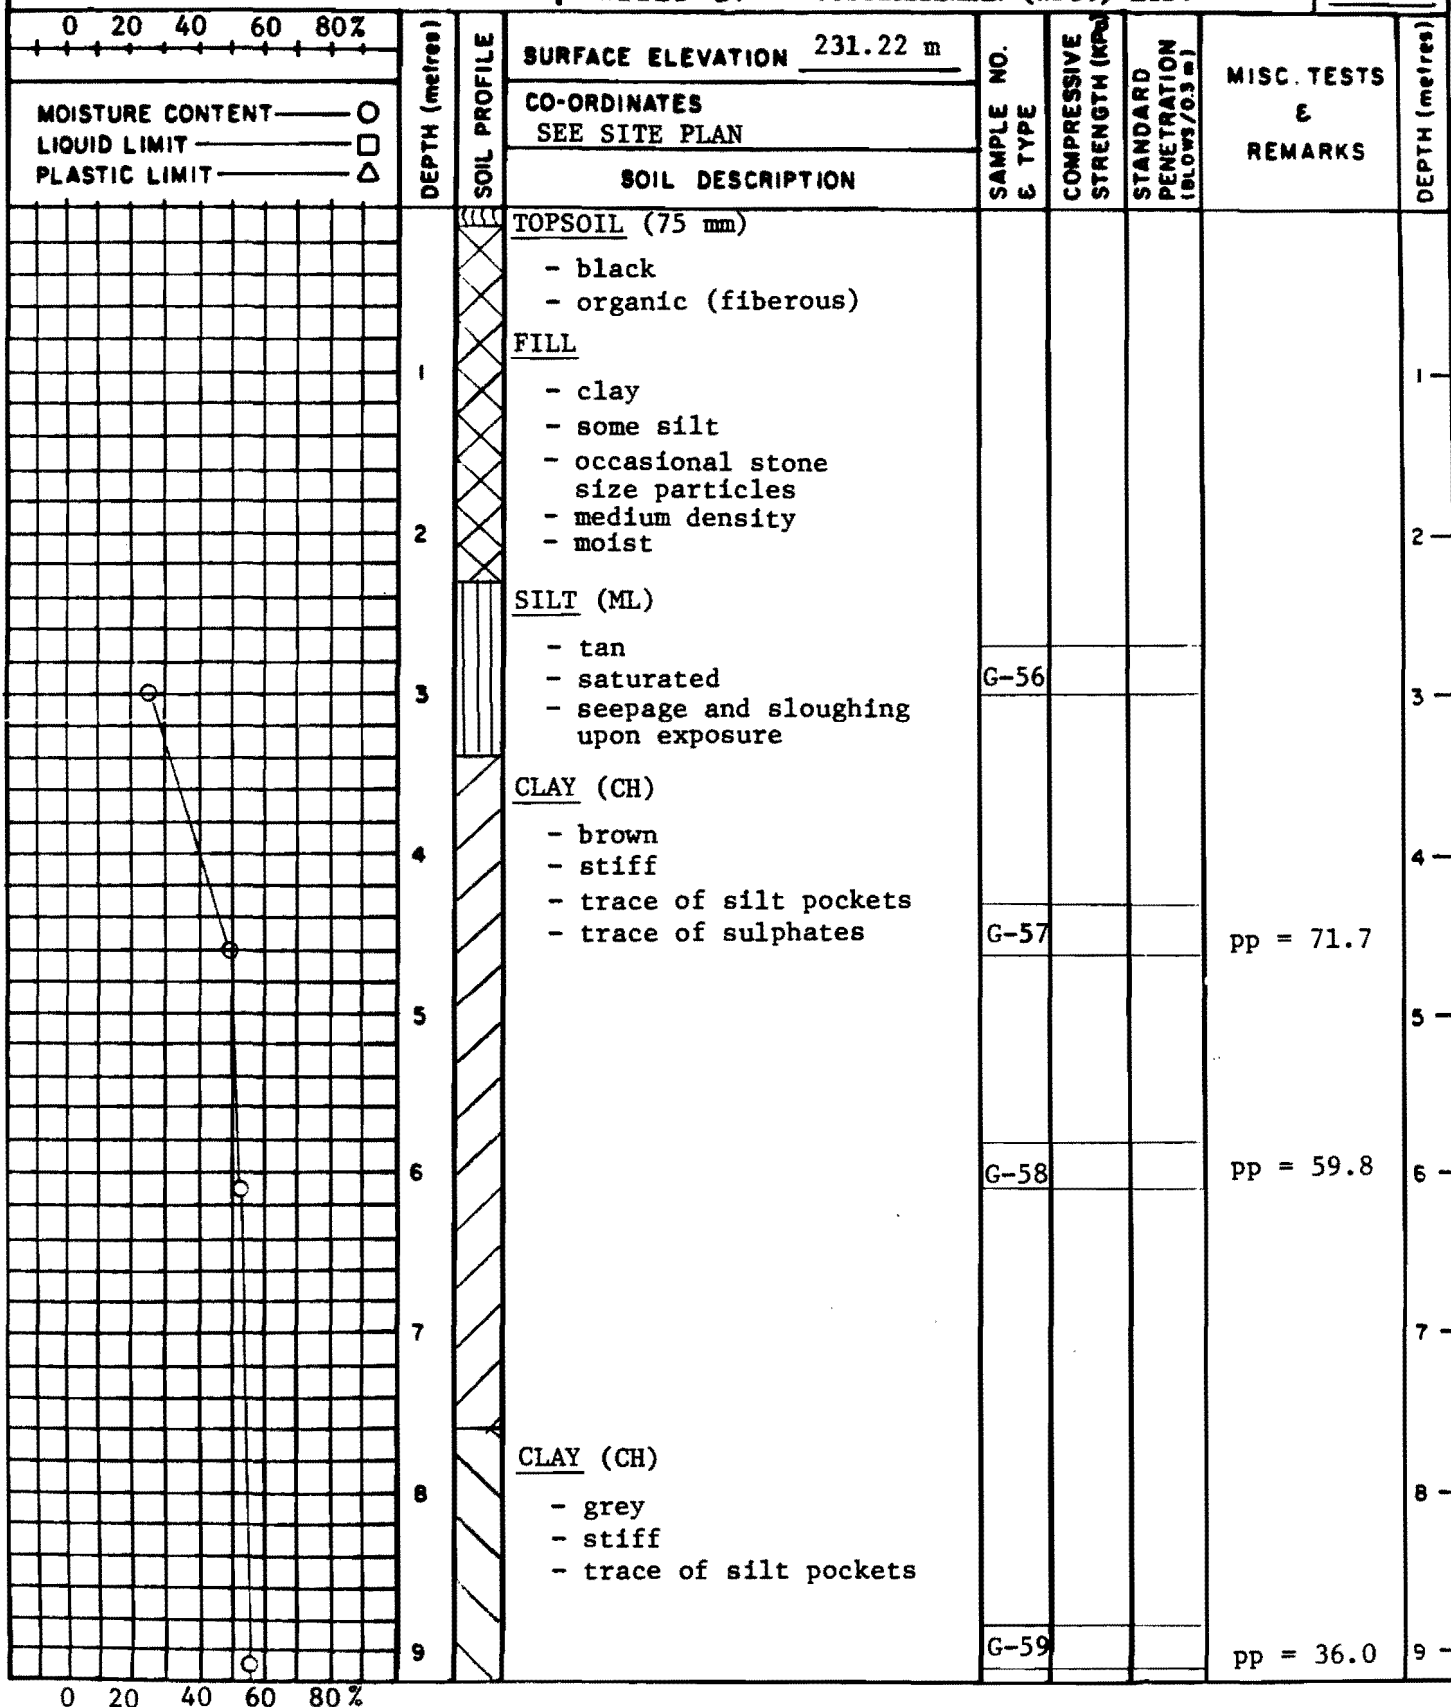 0 20 40 60 80%
MOISTURE CONTENT
LIQUID LIMIT
PLASTIC LIMIT
DEPTH (metres)
SOIL PROFILE
SURFACE ELEVATION 231.22 m
CO-ORDINATES
SEE SITE PLAN
SOIL DESCRIPTION
SAMPLE NO.
& TYPE
COMPRESSIVE
STRENGTH (KPa)
STANDARD
PENETRATION
(BLOWS/0.3 m)
MISC. TESTS
&
REMARKS
DEPTH (metres)
TOPSOIL (75 mm)
- black
- organic (fiberous)
FILL
1 1
- clay
- some silt
- occasional stone
size particles
- medium density
2 2
- moist
SILT (ML)
- tan
- saturated G-56
3 - seepage and sloughing 3
upon exposure
CLAY (CH)
- brown
4 4
- stiff
- trace of silt pockets
- trace of sulphates G-57 pp = 71.7
5 5
6 G-58 pp = 59.8 6
7 7
CLAY (CH)
8 8
- grey
- stiff
- trace of silt pockets
9 G-59 pp = 36.0 9
0 20 40 60 80%